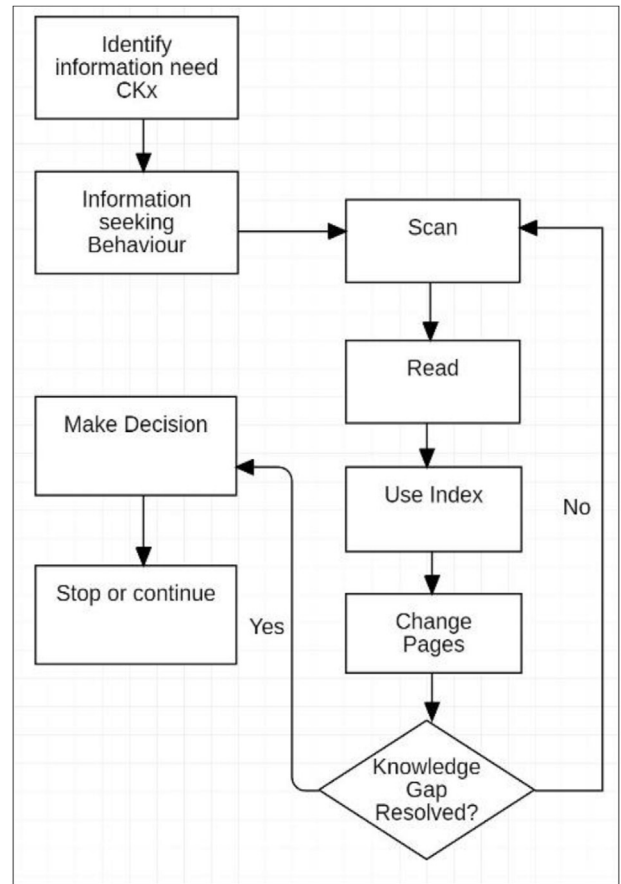 Identify
information need
CKx
Information
seeking
Behaviour
Scan
Read
Use Index
Change
Pages
Knowledge
Gap
Resolved?
No
Yes
Make Decision
Stop or continue